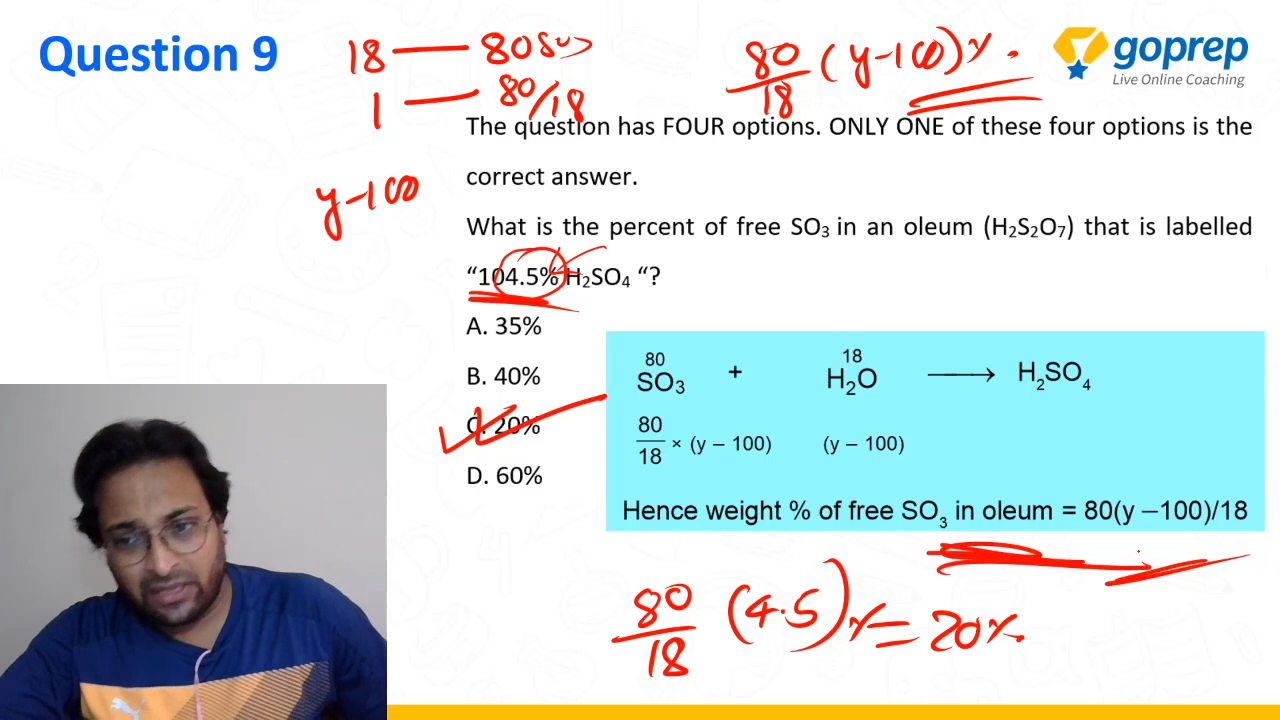 Question 9
18 — 80 SO3
1 — 80/18
80/18 (y-100) %.
goprep
Live Online Coaching
y-100
The question has FOUR options. ONLY ONE of these four options is the
correct answer.
What is the percent of free SO₃ in an oleum (H₂S₂O₇) that is labelled
“104.5% H₂SO₄ “?
A. 35%
B. 40%
C. 20%
D. 60%
80 18
SO₃ + H₂O ⟶ H₂SO₄
80/18 × (y − 100) (y − 100)
Hence weight % of free SO₃ in oleum = 80(y −100)/18
80/18 (4.5) % = 20%.